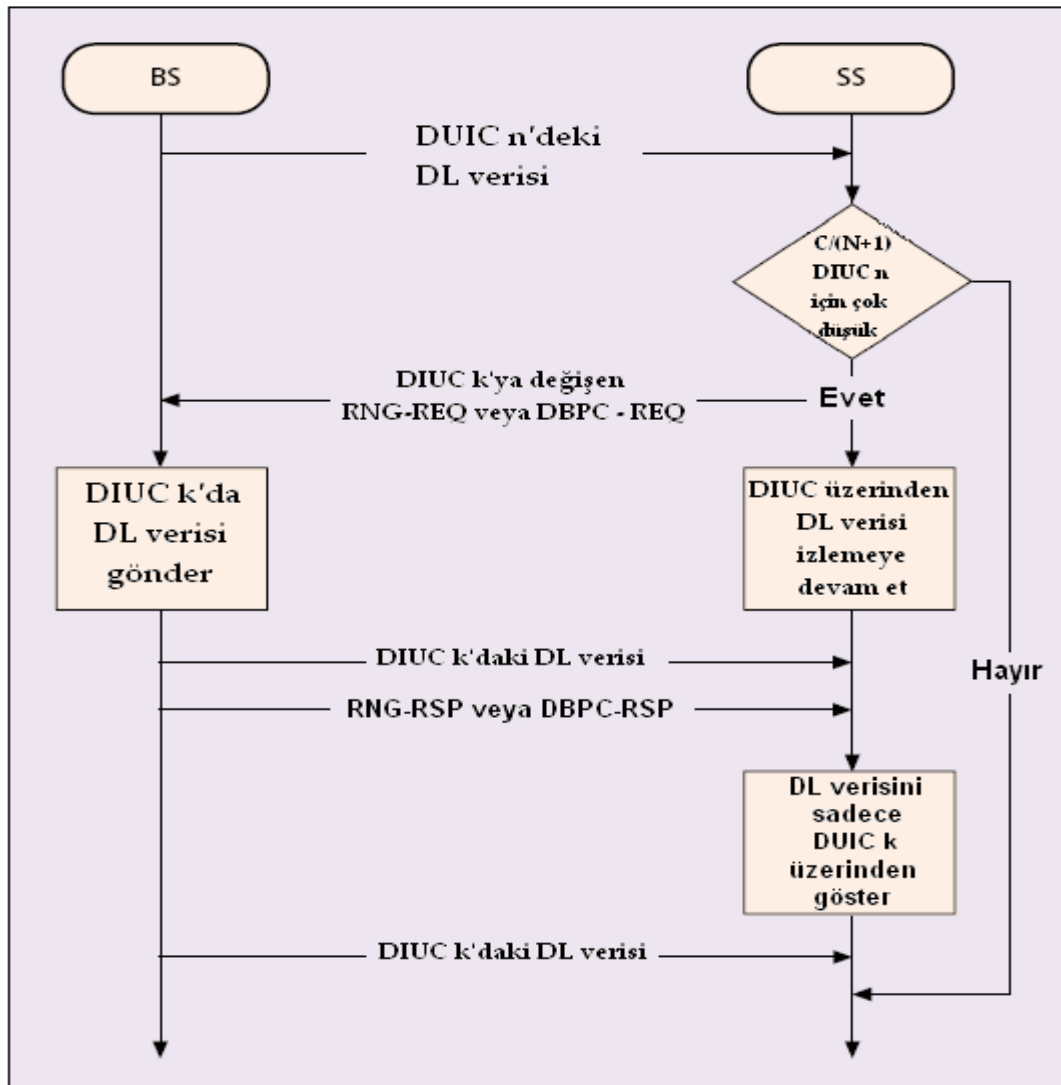 BS
SS
DUIC n'deki
DL verisi
C/(N+1)
DIUC n
için çok
düşük
DIUC k'ya değişen
RNG-REQ veya DBPC - REQ
Evet
DIUC k'da
DL verisi
gönder
DIUC üzerinden
DL verisi
izlemeye
devam et
DIUC k'daki DL verisi
Hayır
RNG-RSP veya DBPC-RSP
DL verisini
sadece
DUIC k
üzerinden
göster
DIUC k'daki DL verisi